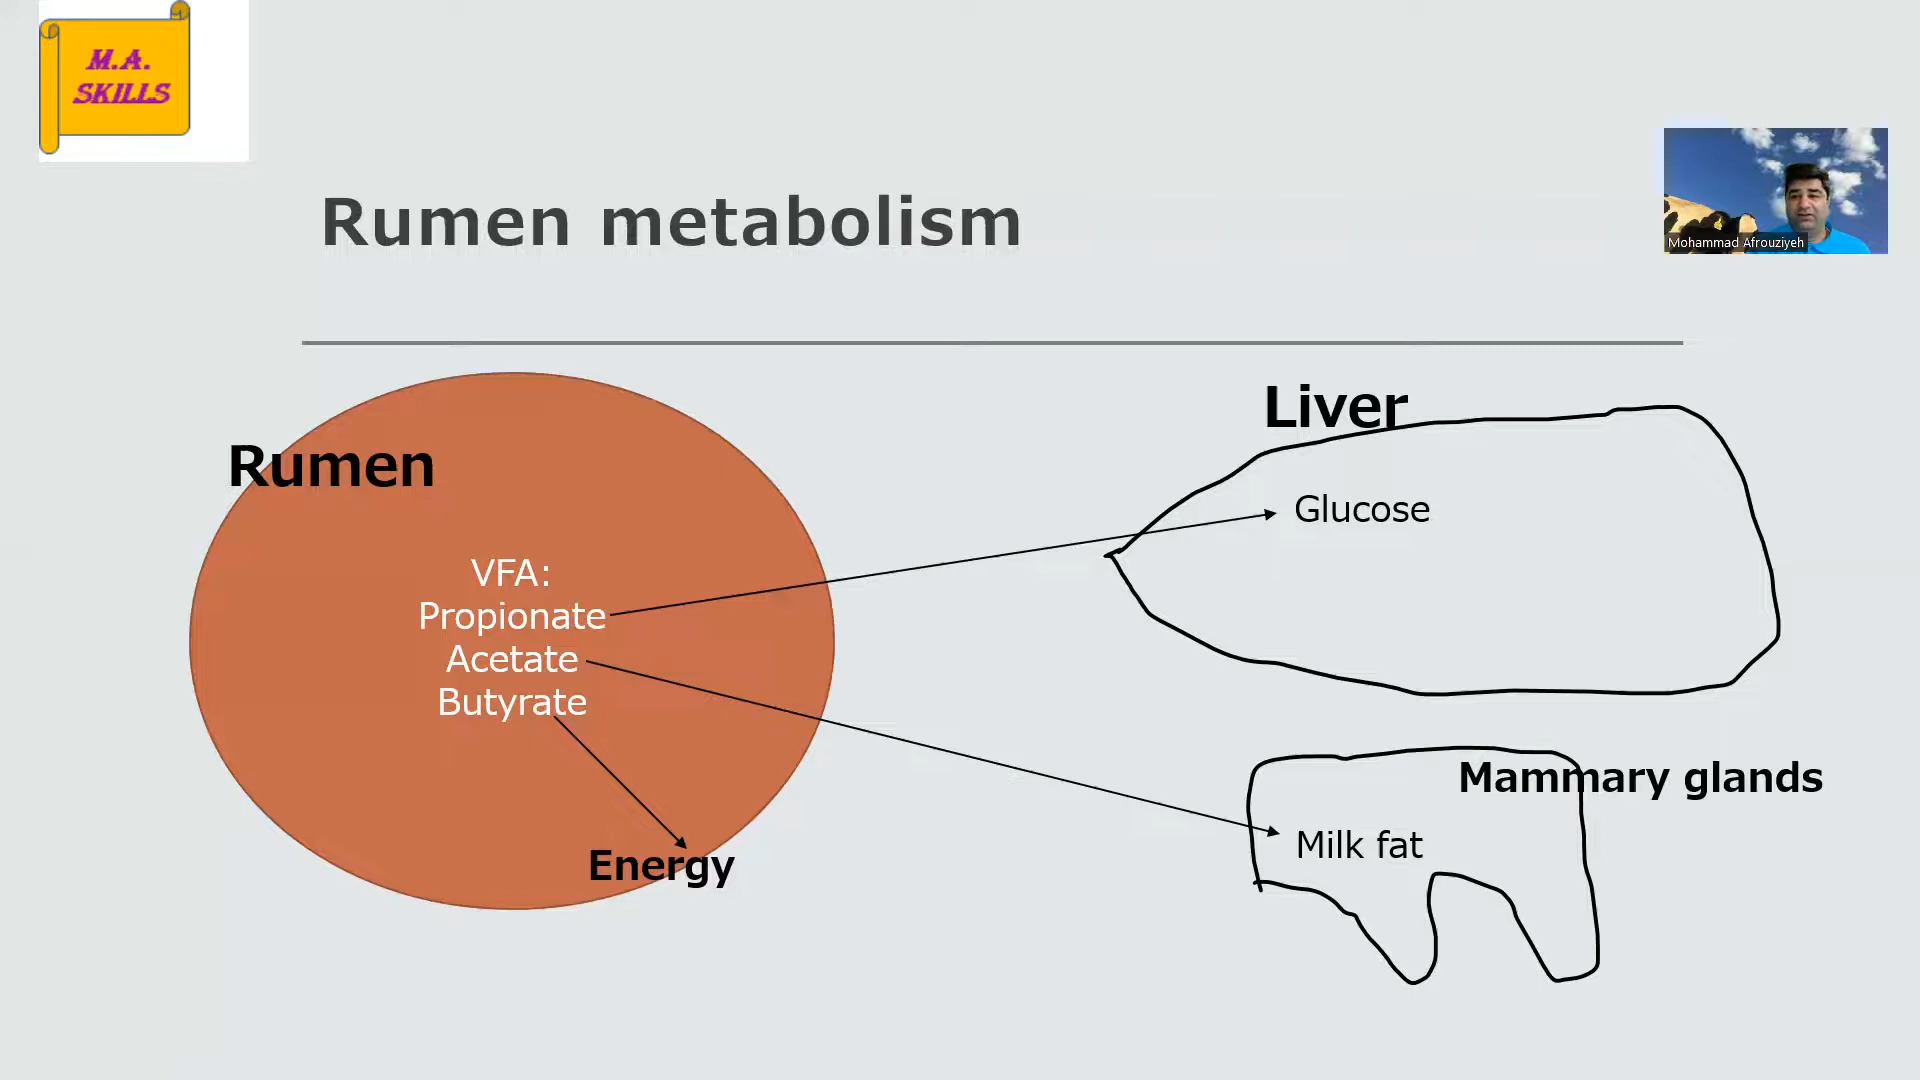 M.A.
SKILLS
Rumen metabolism
Mohammad Afrouziyeh
Rumen
VFA:
Propionate
Acetate
Butyrate
Energy
Liver
Glucose
Mammary glands
Milk fat